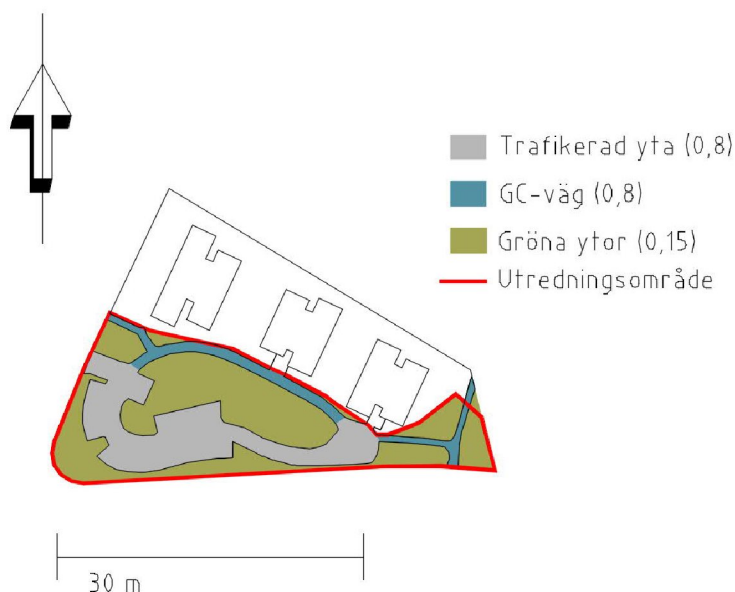 Trafikerad yta (0,8)
GC-väg (0,8)
Gröna ytor (0,15)
Utredningsområde
30 m